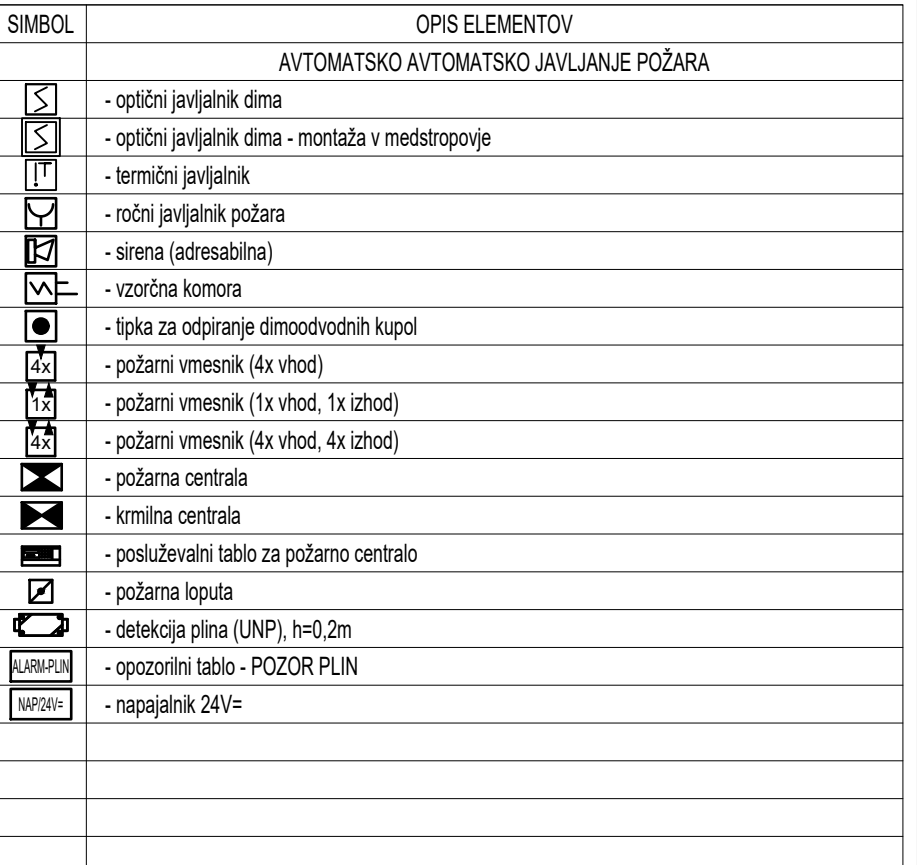 SIMBOL OPIS ELEMENTOV
AVTOMATSKO AVTOMATSKO JAVLJANJE POŽARA
- optični javljalnik dima
- optični javljalnik dima - montaža v medstropovje
!T - termični javljalnik
- ročni javljalnik požara
- sirena (adresabilna)
- vzorčna komora
- tipka za odpiranje dimoodvodnih kupol
4x - požarni vmesnik (4x vhod)
1x - požarni vmesnik (1x vhod, 1x izhod)
4x - požarni vmesnik (4x vhod, 4x izhod)
- požarna centrala
- krmilna centrala
- posluževalni tablo za požarno centralo
- požarna loputa
- detekcija plina (UNP), h=0,2m
ALARM-PLIN - opozorilni tablo - POZOR PLIN
NAP/24V= - napajalnik 24V=